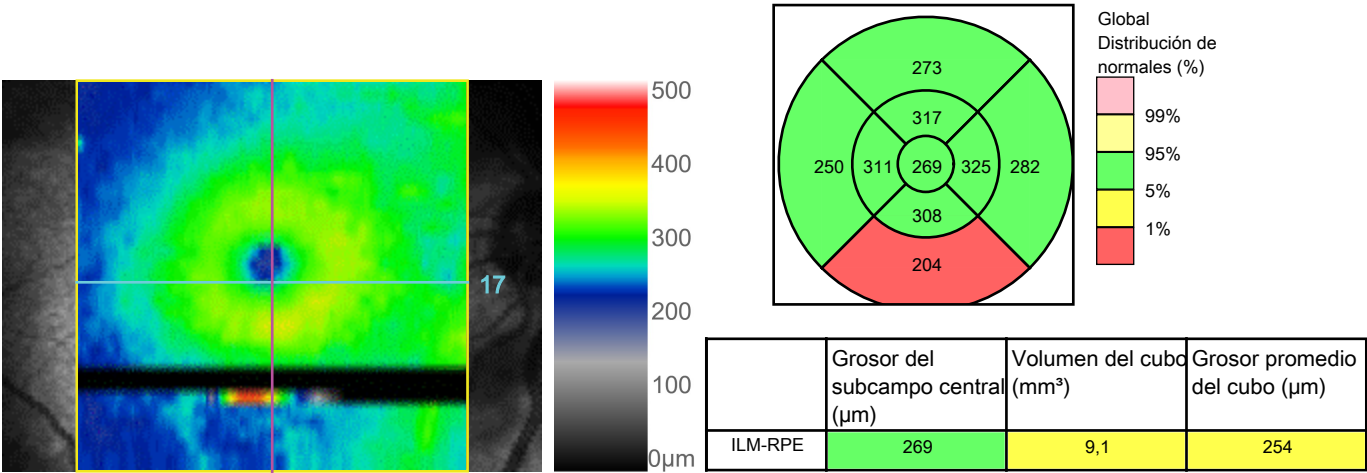 500
400
300
200
100
0µm
17
273
317
250 311 269 325 282
308
204
Global
Distribución de
normales (%)
99%
95%
5%
1%
Grosor del
subcampo central
(µm)
Volumen del cubo
(mm³)
Grosor promedio
del cubo (µm)
ILM-RPE 269 9,1 254